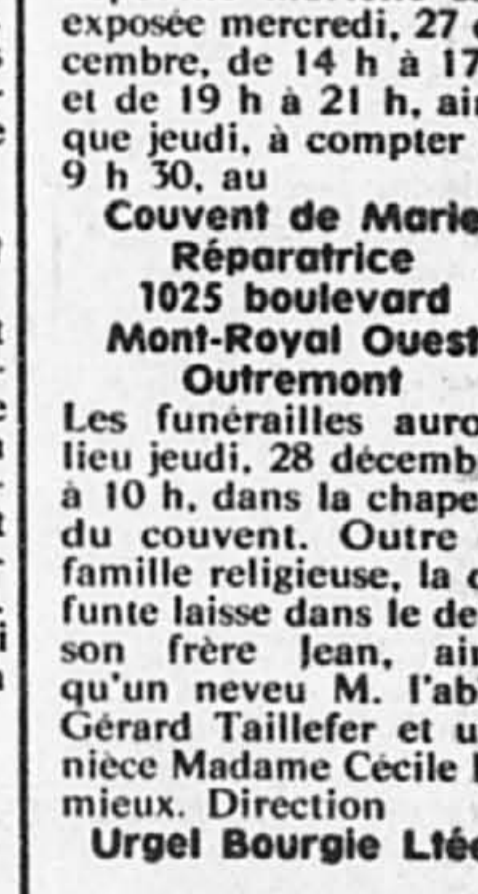 exposée mercredi, 27
cembre, de 14 h à 17
et de 19 h à 21 h, ain
que jeudi, à compter
9 h 30, au
Couvent de Marie
Réparatrice
1025 boulevard
Mont-Royal Ouest
Outremont
Les funérailles auro
lieu jeudi, 28 décemb
à 10 h, dans la chape
du couvent. Outre
famille religieuse, la
funte laisse dans le de
son frère Jean, ain
qu'un neveu M. l'ab
Gérard Taillefer et u
nièce Madame Cécile
mieux. Direction
Urgel Bourgie Ltée